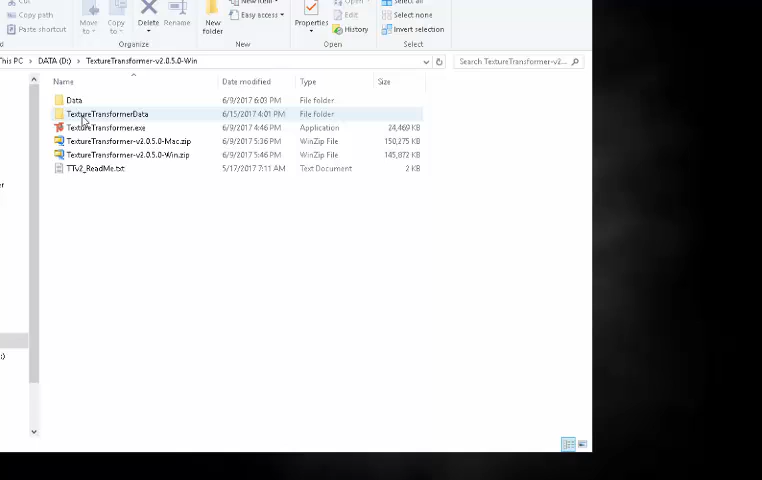 Cut
Copy path
Paste shortcut
Move to
Copy to
Delete
Rename
Organize
New folder
New item
Easy access
New
Properties
Open
Edit
History
Open
Select all
Select none
Invert selection
Select
This PC > DATA (D:) > TextureTransformer-v2.0.5.0-Win
Search TextureTransformer-v2...
Name Date modified Type Size
Data 6/9/2017 6:03 PM File folder
TextureTransformerData 6/15/2017 4:01 PM File folder
TextureTransformer.exe 6/9/2017 4:46 PM Application 24,469 KB
TextureTransformer-v2.0.5.0-Mac.zip 6/9/2017 5:36 PM WinZip File 150,275 KB
TextureTransformer-v2.0.5.0-Win.zip 6/9/2017 5:46 PM WinZip File 145,872 KB
TTv2_ReadMe.txt 5/17/2017 7:11 AM Text Document 2 KB
:)